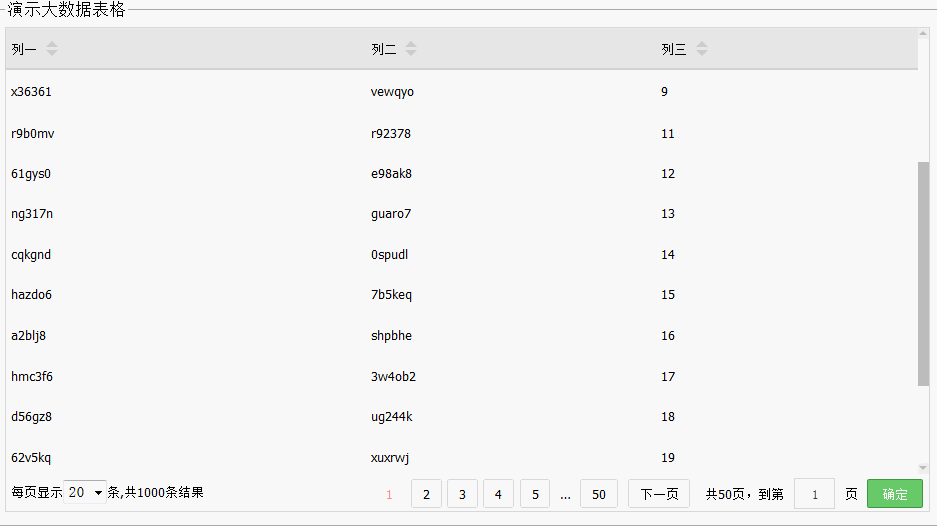 演示大数据表格
列一 列二 列三
x36361 vewqyo 9
r9b0mv r92378 11
61gys0 e98ak8 12
ng317n guaro7 13
cqkgnd 0spudl 14
hazdo6 7b5keq 15
a2blj8 shpbhe 16
hmc3f6 3w4ob2 17
d56gz8 ug244k 18
62v5kq xuxrwj 19
每页显示 20 条,共1000条结果 1 2 3 4 5 ... 50 下一页 共50页，到第 1 页 确定